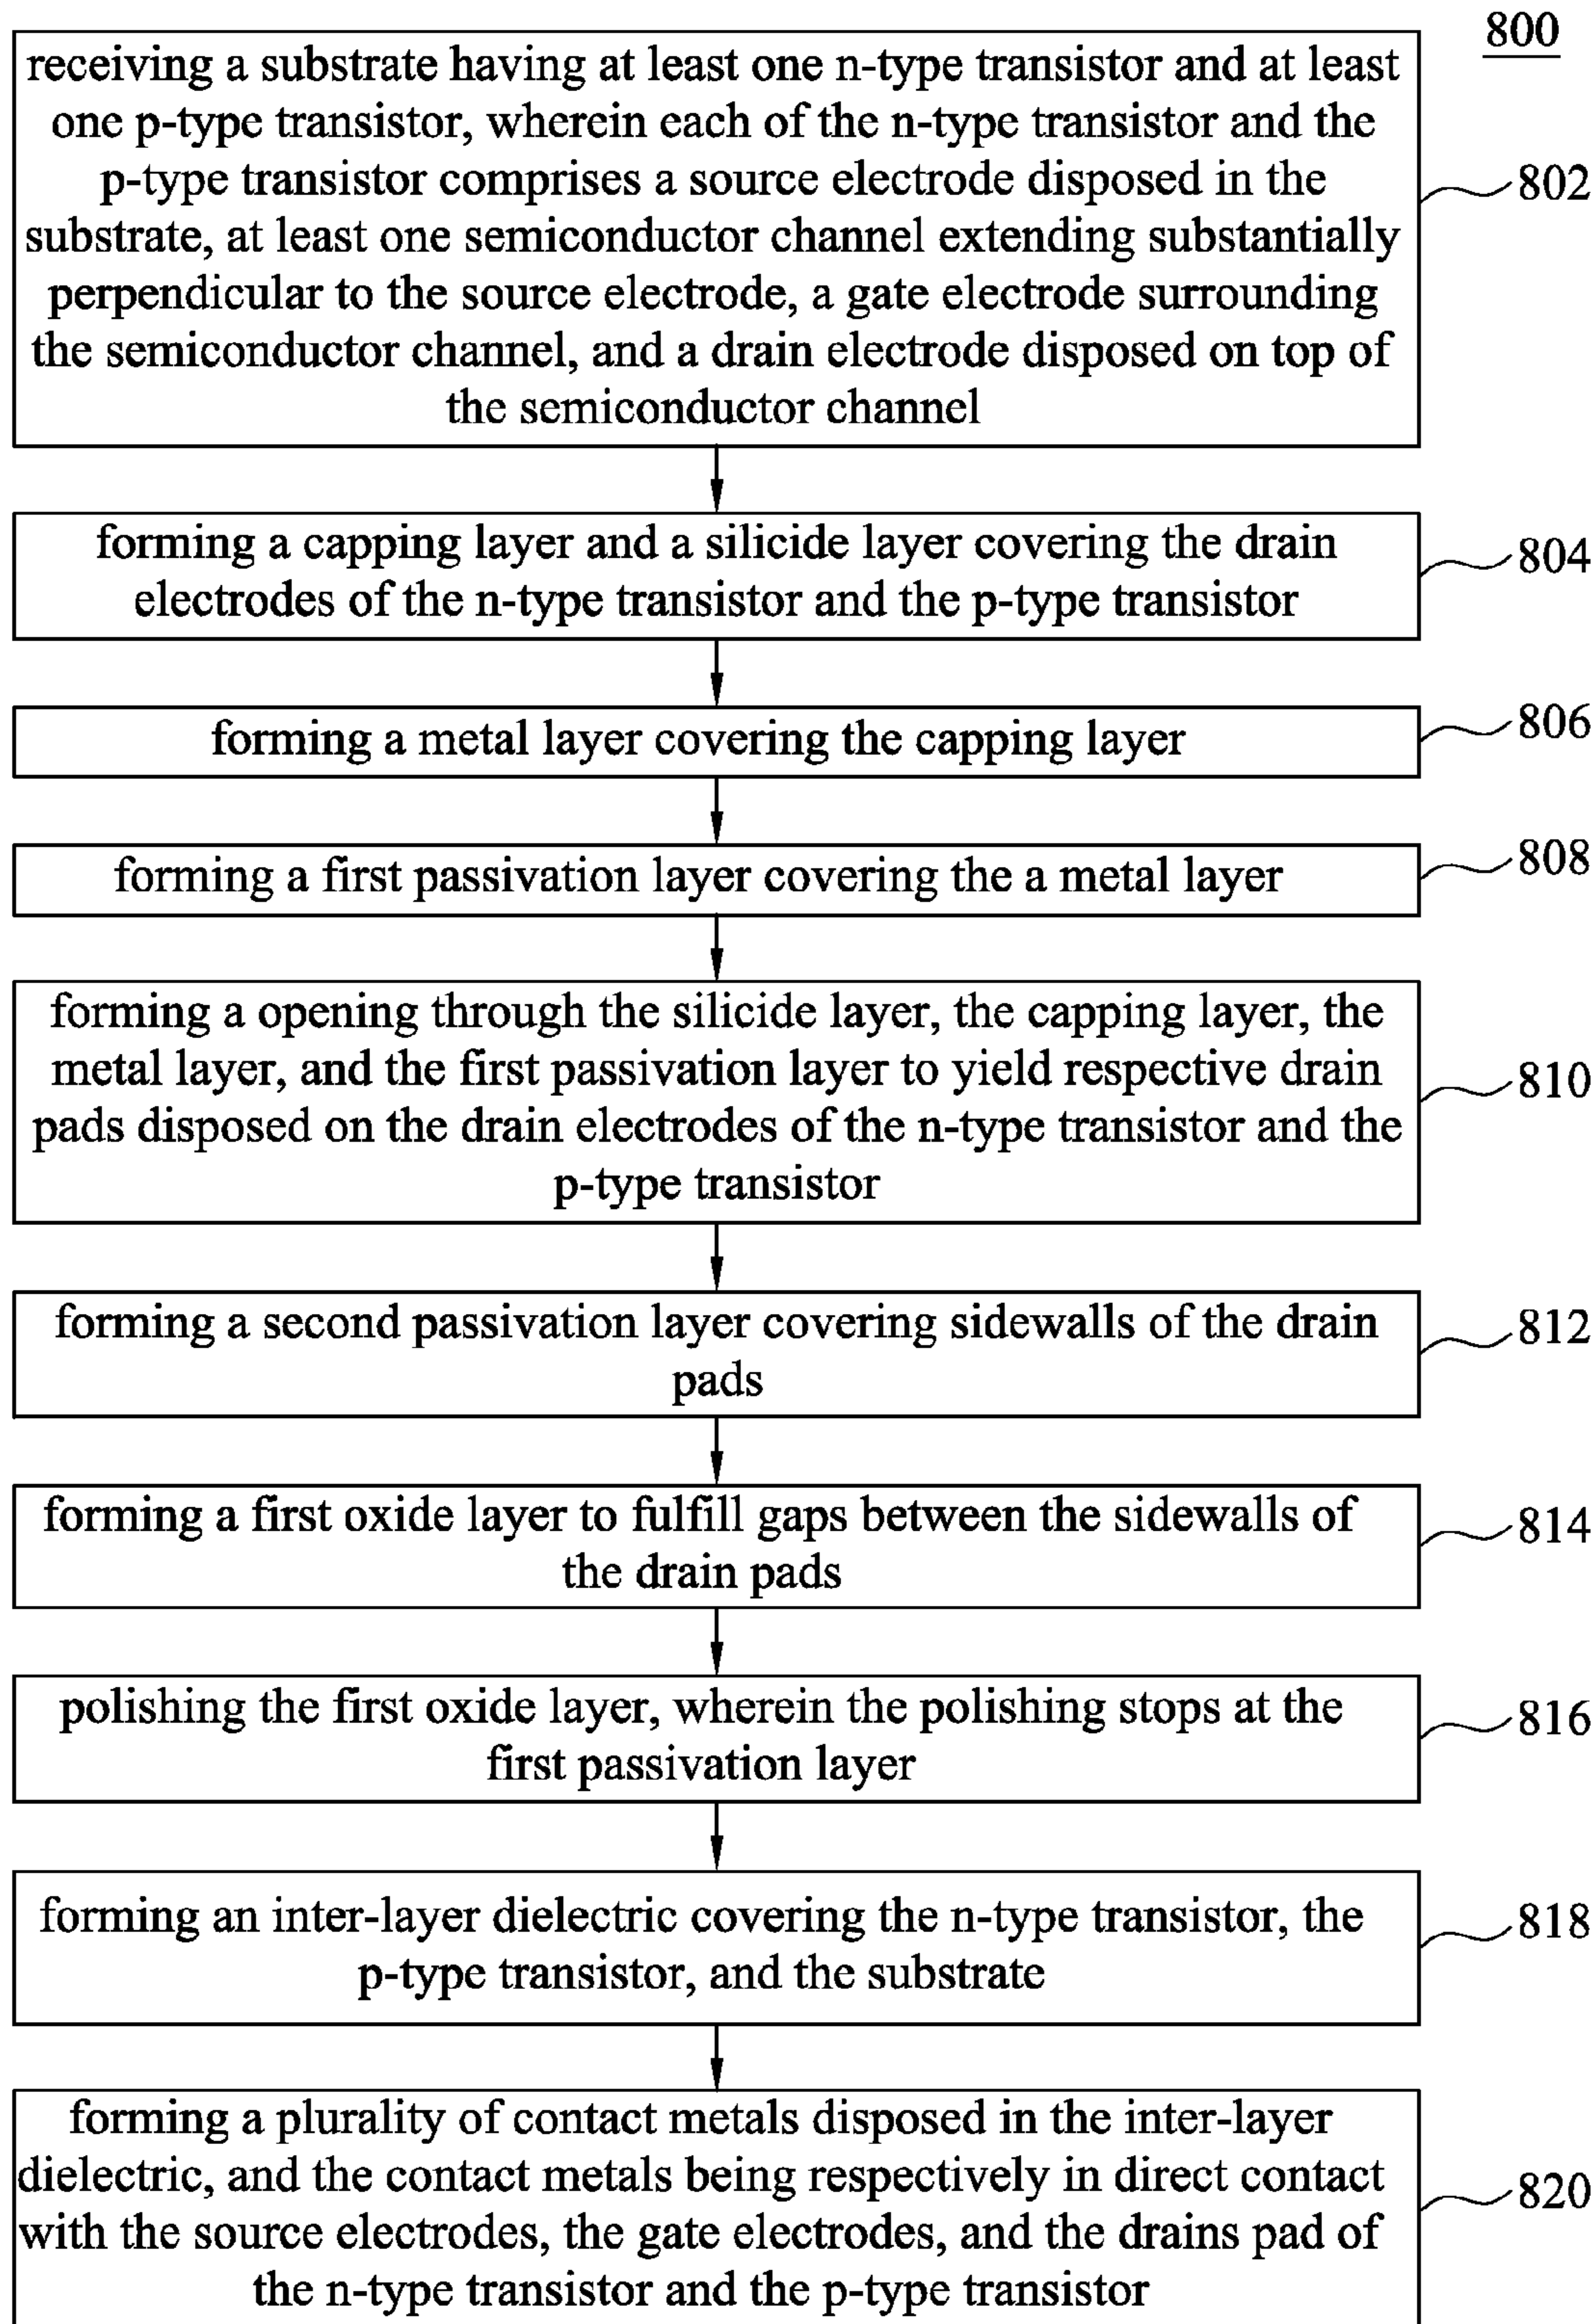 800
receiving a substrate having at least one n-type transistor and at least
one p-type transistor, wherein each of the n-type transistor and the
p-type transistor comprises a source electrode disposed in the
substrate, at least one semiconductor channel extending substantially
perpendicular to the source electrode, a gate electrode surrounding
the semiconductor channel, and a drain electrode disposed on top of
the semiconductor channel
802
forming a capping layer and a silicide layer covering the drain
electrodes of the n-type transistor and the p-type transistor
804
forming a metal layer covering the capping layer
806
forming a first passivation layer covering the a metal layer
808
forming a opening through the silicide layer, the capping layer, the
metal layer, and the first passivation layer to yield respective drain
pads disposed on the drain electrodes of the n-type transistor and the
p-type transistor
810
forming a second passivation layer covering sidewalls of the drain
pads
812
forming a first oxide layer to fulfill gaps between the sidewalls of
the drain pads
814
polishing the first oxide layer, wherein the polishing stops at the
first passivation layer
816
forming an inter-layer dielectric covering the n-type transistor, the
p-type transistor, and the substrate
818
forming a plurality of contact metals disposed in the inter-layer
dielectric, and the contact metals being respectively in direct contact
with the source electrodes, the gate electrodes, and the drains pad of
the n-type transistor and the p-type transistor
820